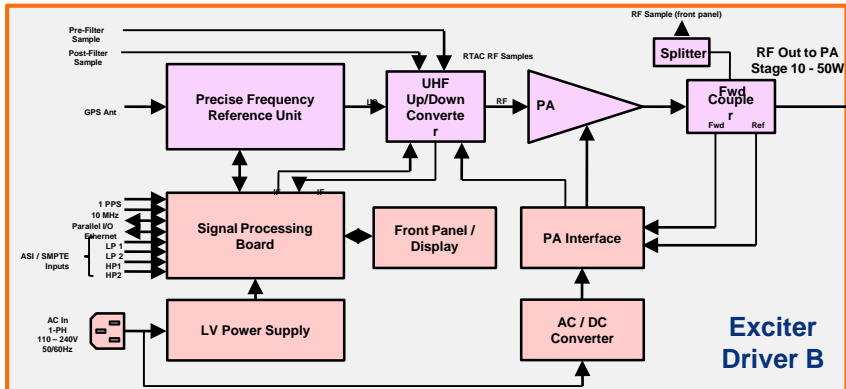 Pre-Filter
Sample
Post-Filter
Sample
RTAC RF Samples
RF Sample (front panel)
Splitter
RF Out to PA
Stage 10 - 50W
GPS Ant
Precise Frequency
Reference Unit
LO
UHF
Up/Down
Converte
r
RF
PA
Fwd
Couple
r
Fwd
Ref
IF
IF
1 PPS
10 MHz
Parallel I/O
Ethernet
LP 1
LP 2
HP1
HP2
ASI / SMPTE
Inputs
Signal Processing
Board
Front Panel /
Display
PA Interface
AC In
1-PH
110 – 240V
50/60Hz
LV Power Supply
AC / DC
Converter
Exciter
Driver B